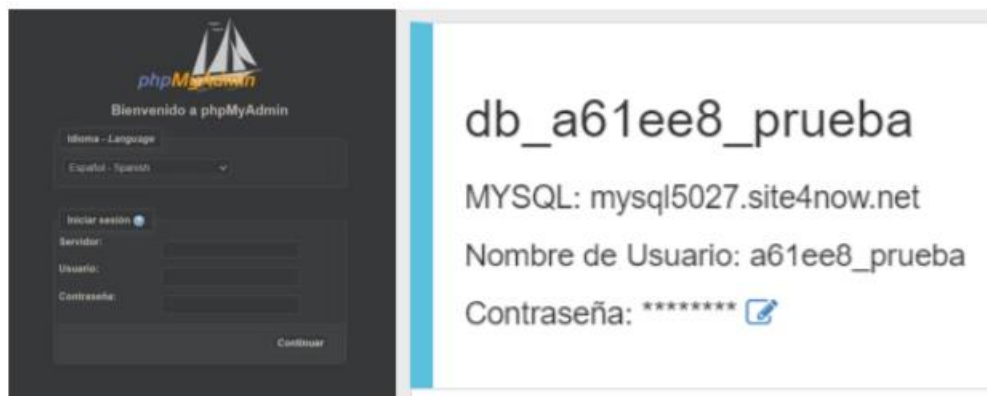 phpMyAdmin
Bienvenido a phpMyAdmin
Idioma - Language
Español - Spanish
Iniciar sesión
Servidor:
Usuario:
Contraseña:
Continuar
db_a61ee8_prueba
MYSQL: mysql5027.site4now.net
Nombre de Usuario: a61ee8_prueba
Contraseña: ********